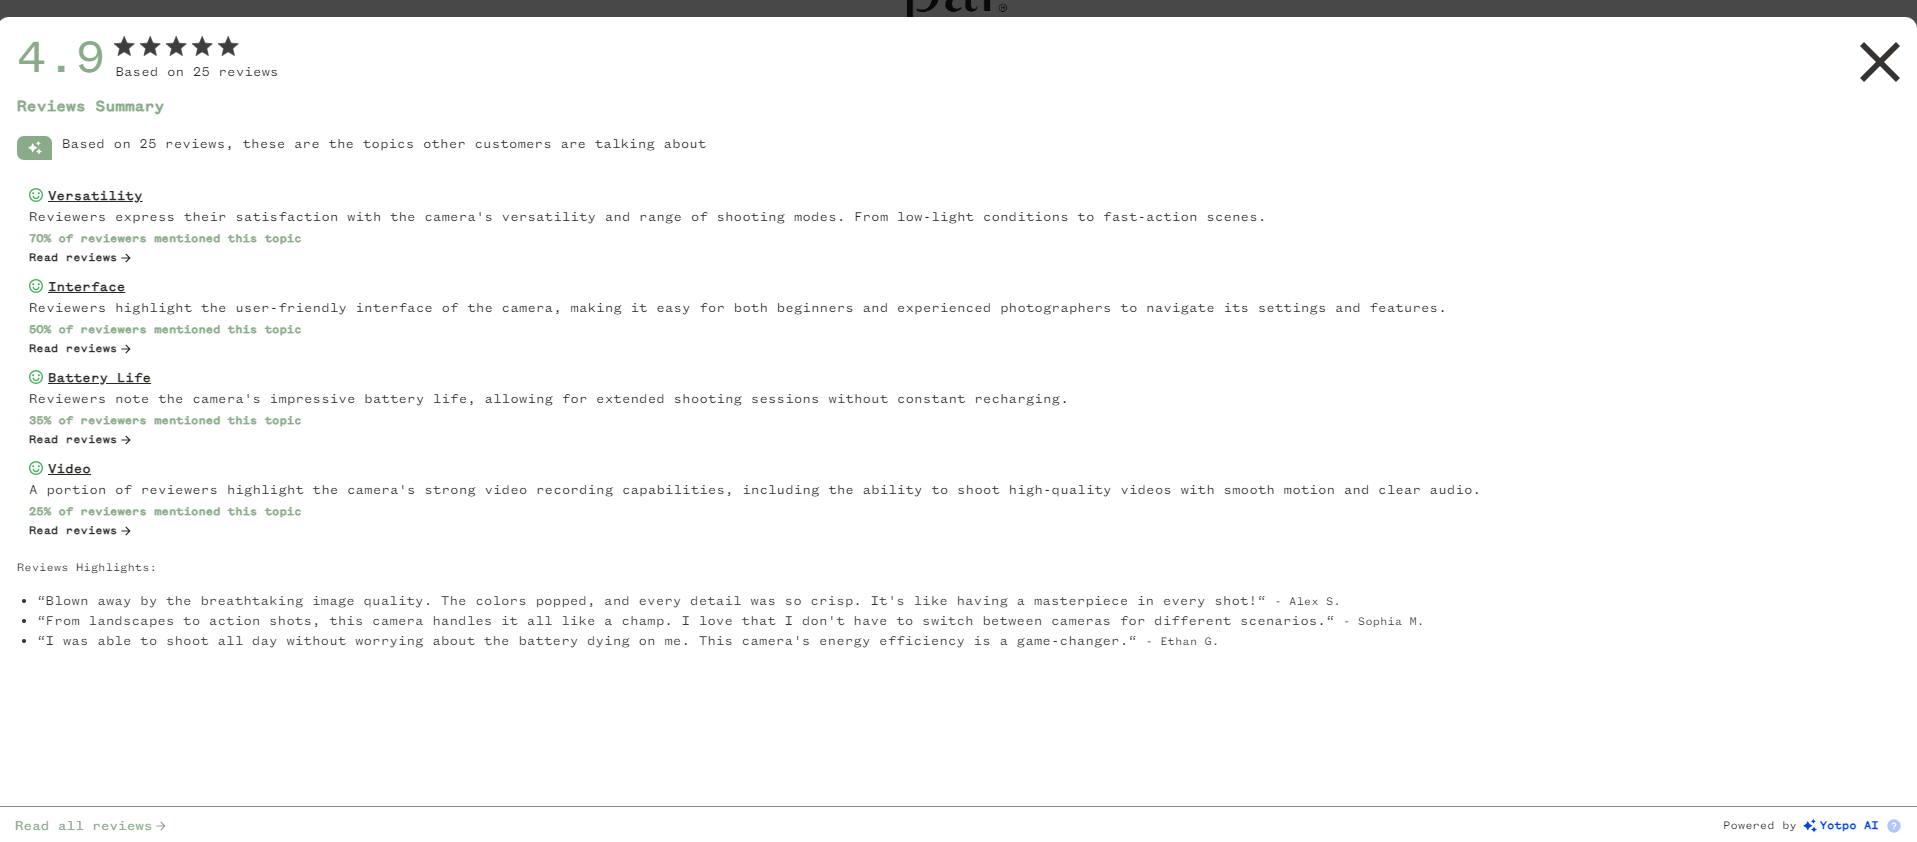 4.9
Based on 25 reviews
Reviews Summary
Based on 25 reviews, these are the topics other customers are talking about
Versatility
Reviewers express their satisfaction with the camera's versatility and range of shooting modes. From low-light conditions to fast-action scenes.
70% of reviewers mentioned this topic
Read reviews
Interface
Reviewers highlight the user-friendly interface of the camera, making it easy for both beginners and experienced photographers to navigate its settings and features.
50% of reviewers mentioned this topic
Read reviews
Battery Life
Reviewers note the camera's impressive battery life, allowing for extended shooting sessions without constant recharging.
35% of reviewers mentioned this topic
Read reviews
Video
A portion of reviewers highlight the camera's strong video recording capabilities, including the ability to shoot high-quality videos with smooth motion and clear audio.
25% of reviewers mentioned this topic
Read reviews
Reviews Highlights:
• “Blown away by the breathtaking image quality. The colors popped, and every detail was so crisp. It's like having a masterpiece in every shot!“ - Alex S.
• “From landscapes to action shots, this camera handles it all like a champ. I love that I don't have to switch between cameras for different scenarios.“ - Sophia M.
• “I was able to shoot all day without worrying about the battery dying on me. This camera's energy efficiency is a game-changer.“ - Ethan G.
Read all reviews
Powered by Yotpo AI ?